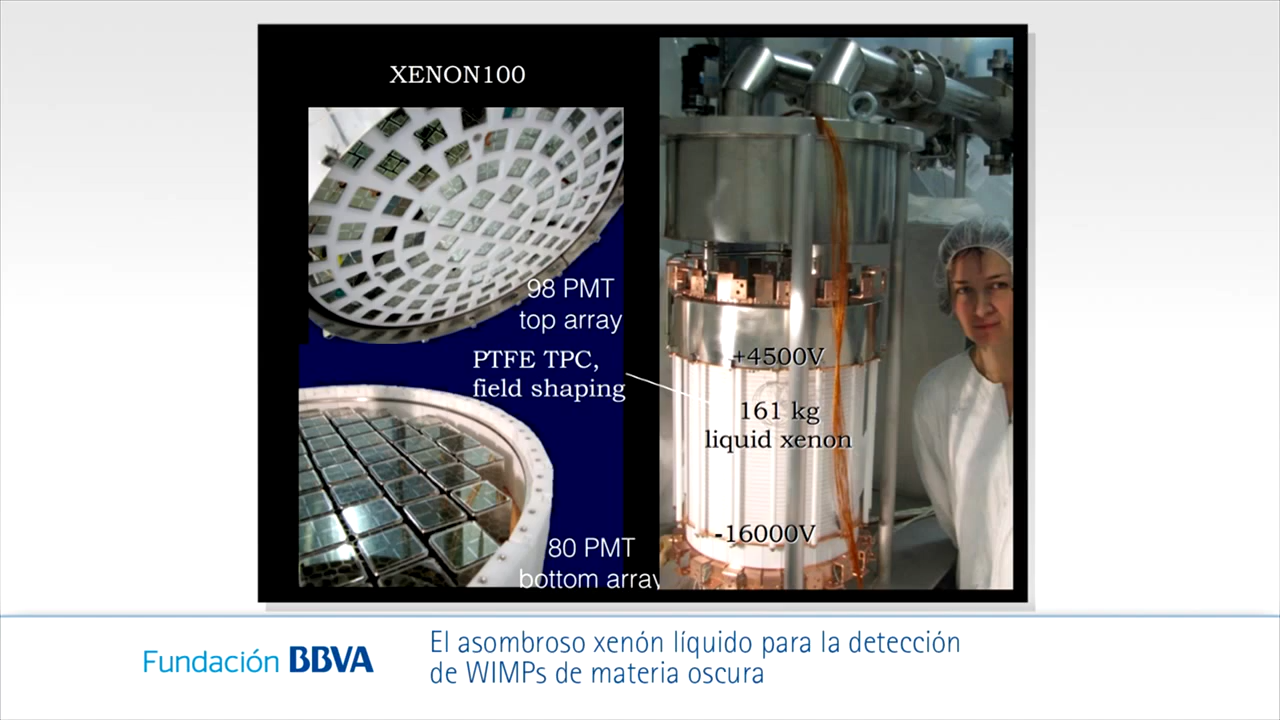 XENON100
98 PMT
top array
PTFE TPC,
field shaping
80 PMT
bottom array
+4500V
161 kg
liquid xenon
-16000V
Fundación BBVA
El asombroso xenón líquido para la detección
de WIMPs de materia oscura